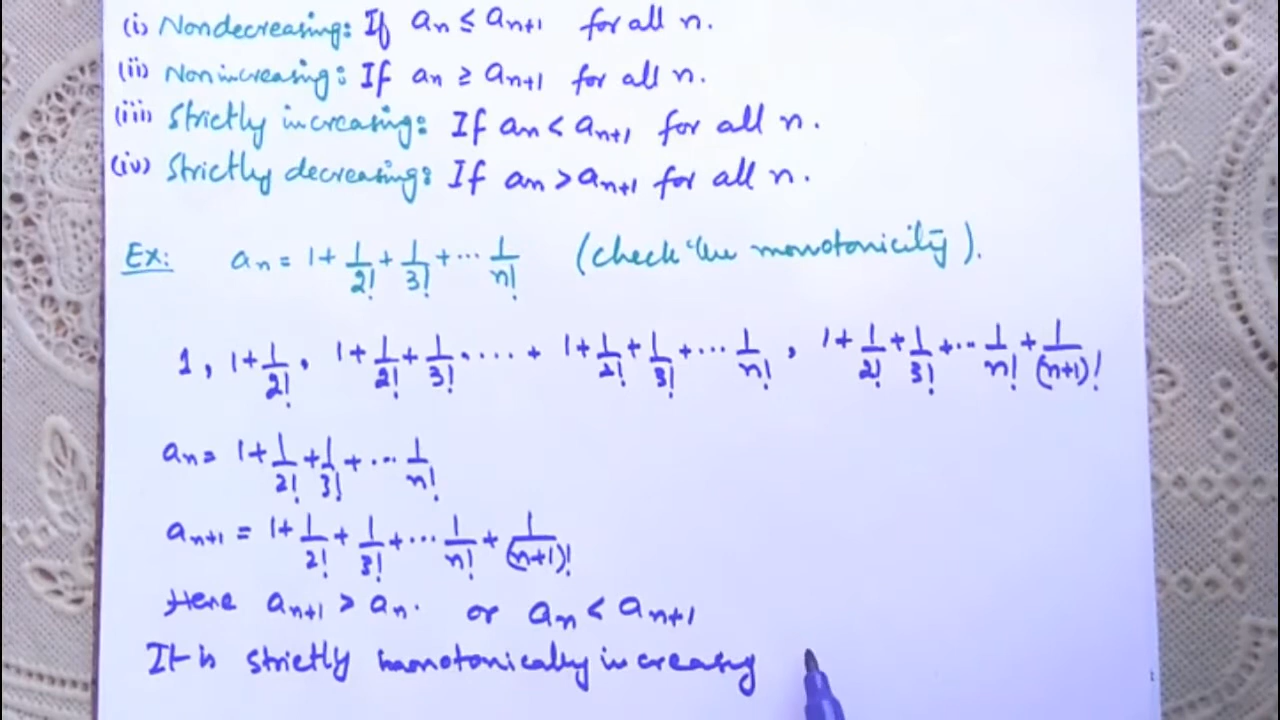 (i) Nondecreasing: If an ≤ an+1 for all n.
(ii) Nonincreasing: If an ≥ an+1 for all n.
(iii) Strictly increasing: If an < an+1 for all n.
(iv) Strictly decreasing: If an > an+1 for all n.
Ex: an = 1 + 1/2! + 1/3! + ... 1/n! (check the monotonicity).
1, 1 + 1/2!, 1 + 1/2! + 1/3! .... + 1 + 1/2! + 1/3! + ... 1/n!, 1 + 1/2! + 1/3! + ... 1/n! + 1/(n+1)!
an = 1 + 1/2! + 1/3! + ... 1/n!
an+1 = 1 + 1/2! + 1/3! + ... 1/n! + 1/(n+1)!
Here an+1 > an. or an < an+1
It is strictly monotonically increasing